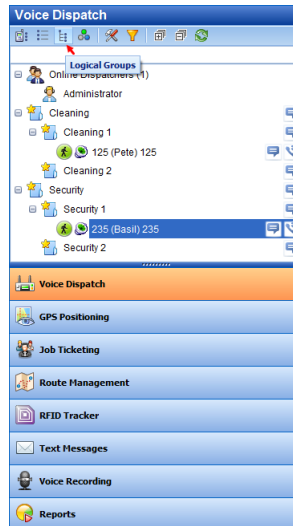 Voice Dispatch
Logical Groups
Online Dispatchers (1)
Administrator
Cleaning
Cleaning 1
125 (Pete) 125
Cleaning 2
Security
Security 1
235 (Basil) 235
Security 2
Voice Dispatch
GPS Positioning
Job Ticketing
Route Management
RFID Tracker
Text Messages
Voice Recording
Reports